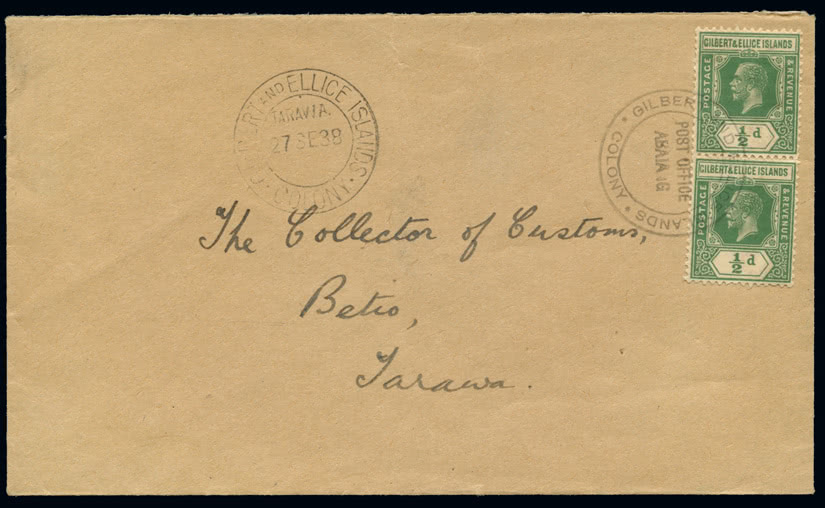 GILBERT AND ELLICE ISLANDS
TARAWA.
27 SE 38
COLONY.
GILBERT
ISLANDS
COLONY
POST OFFICE
ABAIANG
GILBERT & ELLICE ISLANDS
POSTAGE
& REVENUE
½d
GILBERT & ELLICE ISLANDS
POSTAGE
& REVENUE
½d
The Collector of Customs,
Betio,
Tarawa.